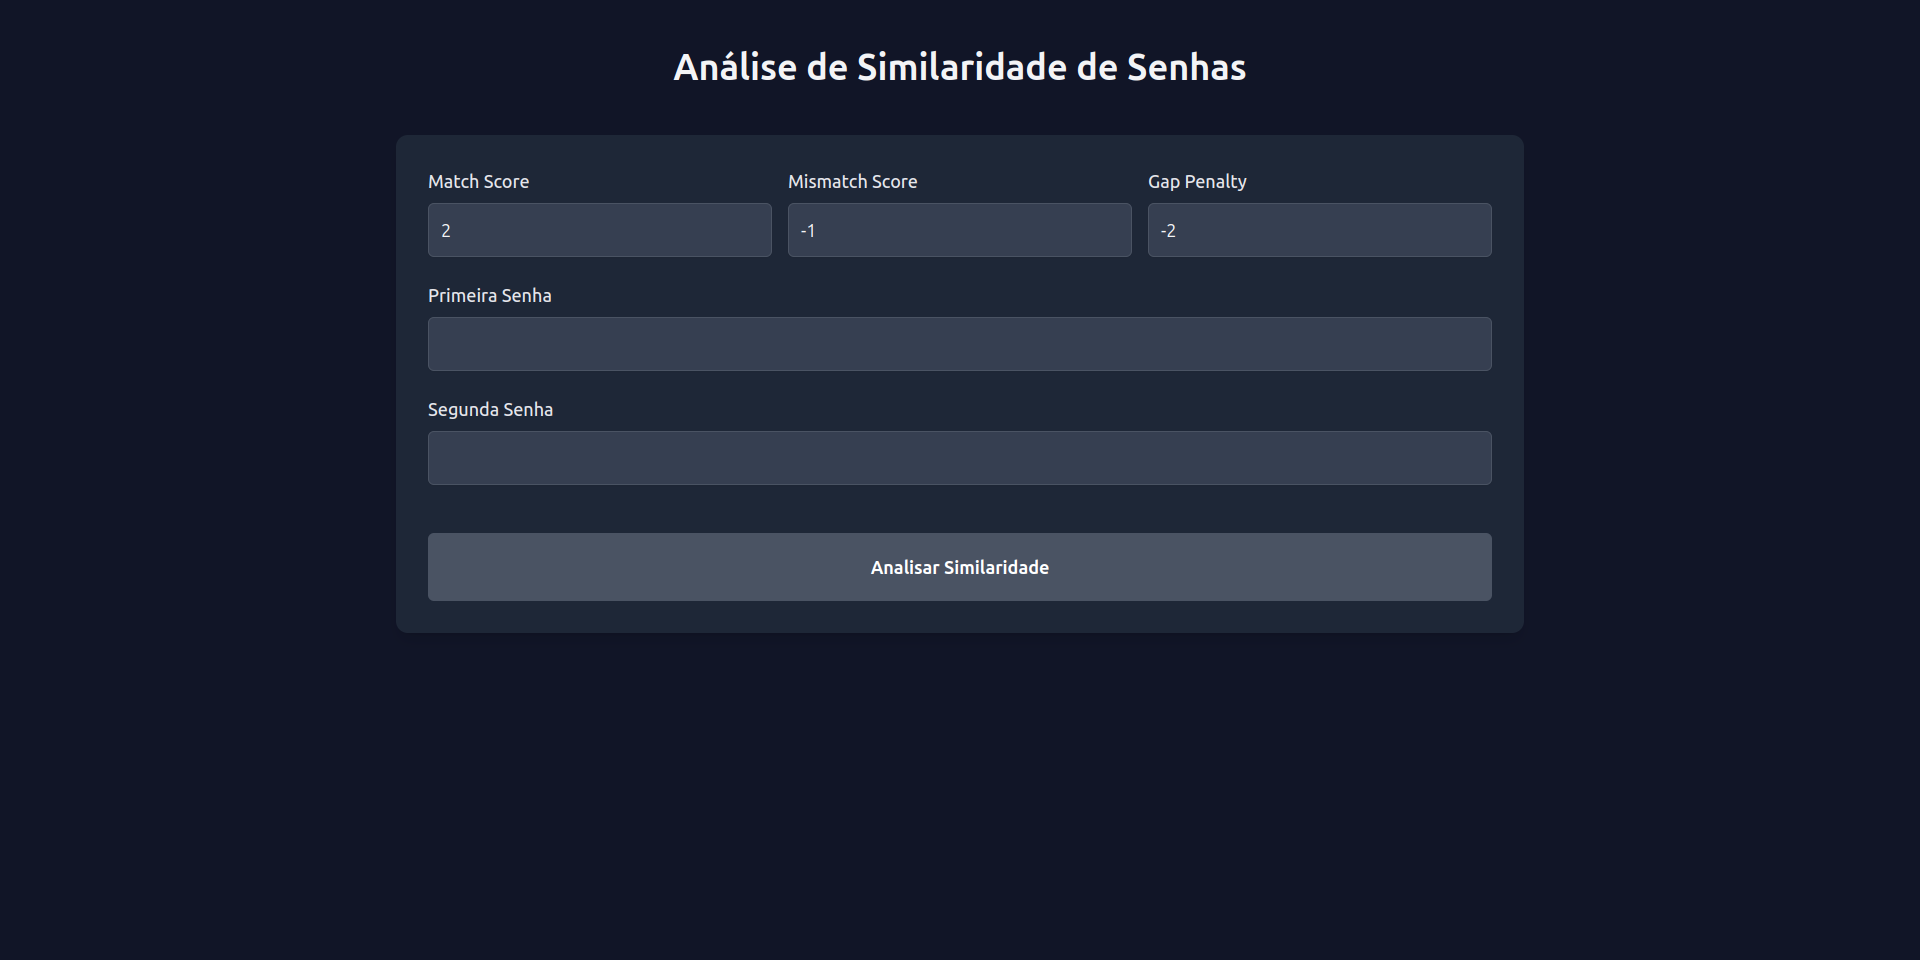 Análise de Similaridade de Senhas
Match Score
Mismatch Score
Gap Penalty
2
-1
-2
Primeira Senha
Segunda Senha
Analisar Similaridade